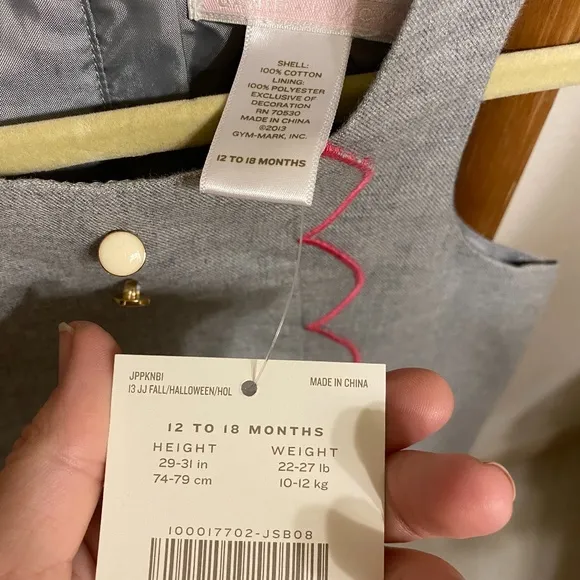 SHELL:
100% COTTON
LINING:
100% POLYESTER
EXCLUSIVE OF
DECORATION
RN 70530
MADE IN CHINA
©2013
GYM-MARK, INC.
12 TO 18 MONTHS
JPPKNBI
13 JJ FALL/HALLOWEEN/HOL
MADE IN CHINA
12 TO 18 MONTHS
HEIGHT WEIGHT
29-31 in 22-27 lb
74-79 cm 10-12 kg
100017702-JSB08